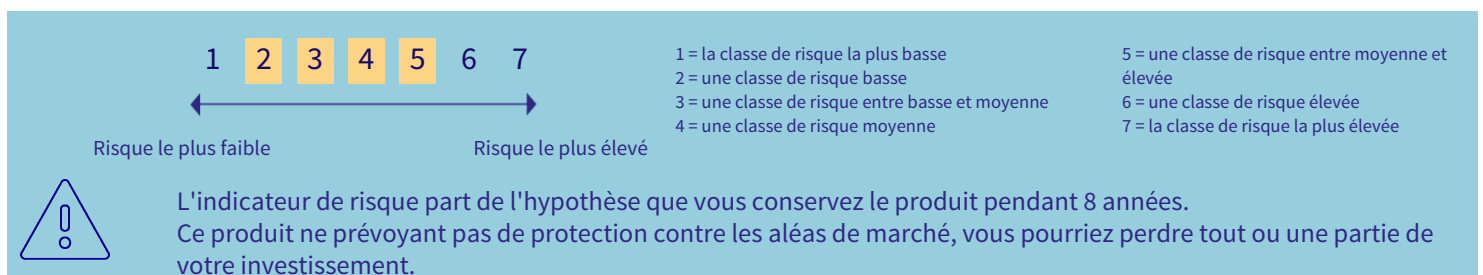 1 2 3 4 5 6 7
Risque le plus faible
Risque le plus élevé
1 = la classe de risque la plus basse
2 = une classe de risque basse
3 = une classe de risque entre basse et moyenne
4 = une classe de risque moyenne
5 = une classe de risque entre moyenne et
élevée
6 = une classe de risque élevée
7 = la classe de risque la plus élevée
L'indicateur de risque part de l'hypothèse que vous conservez le produit pendant 8 années.
Ce produit ne prévoyant pas de protection contre les aléas de marché, vous pourriez perdre tout ou une partie de
votre investissement.